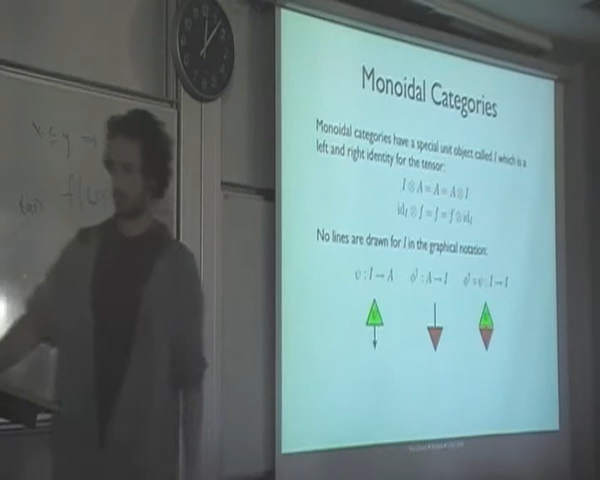 x ≤ y →
Monoidal Categories
Monoidal categories have a special unit object called I which is a
left and right identity for the tensor:
I ⊗ A = A = A ⊗ I
id_I ⊗ f = f = f ⊗ id_I
No lines are drawn for I in the graphical notation:
ψ : I → A   ϕ† : A → I   ϕ† ∘ ψ : I → I